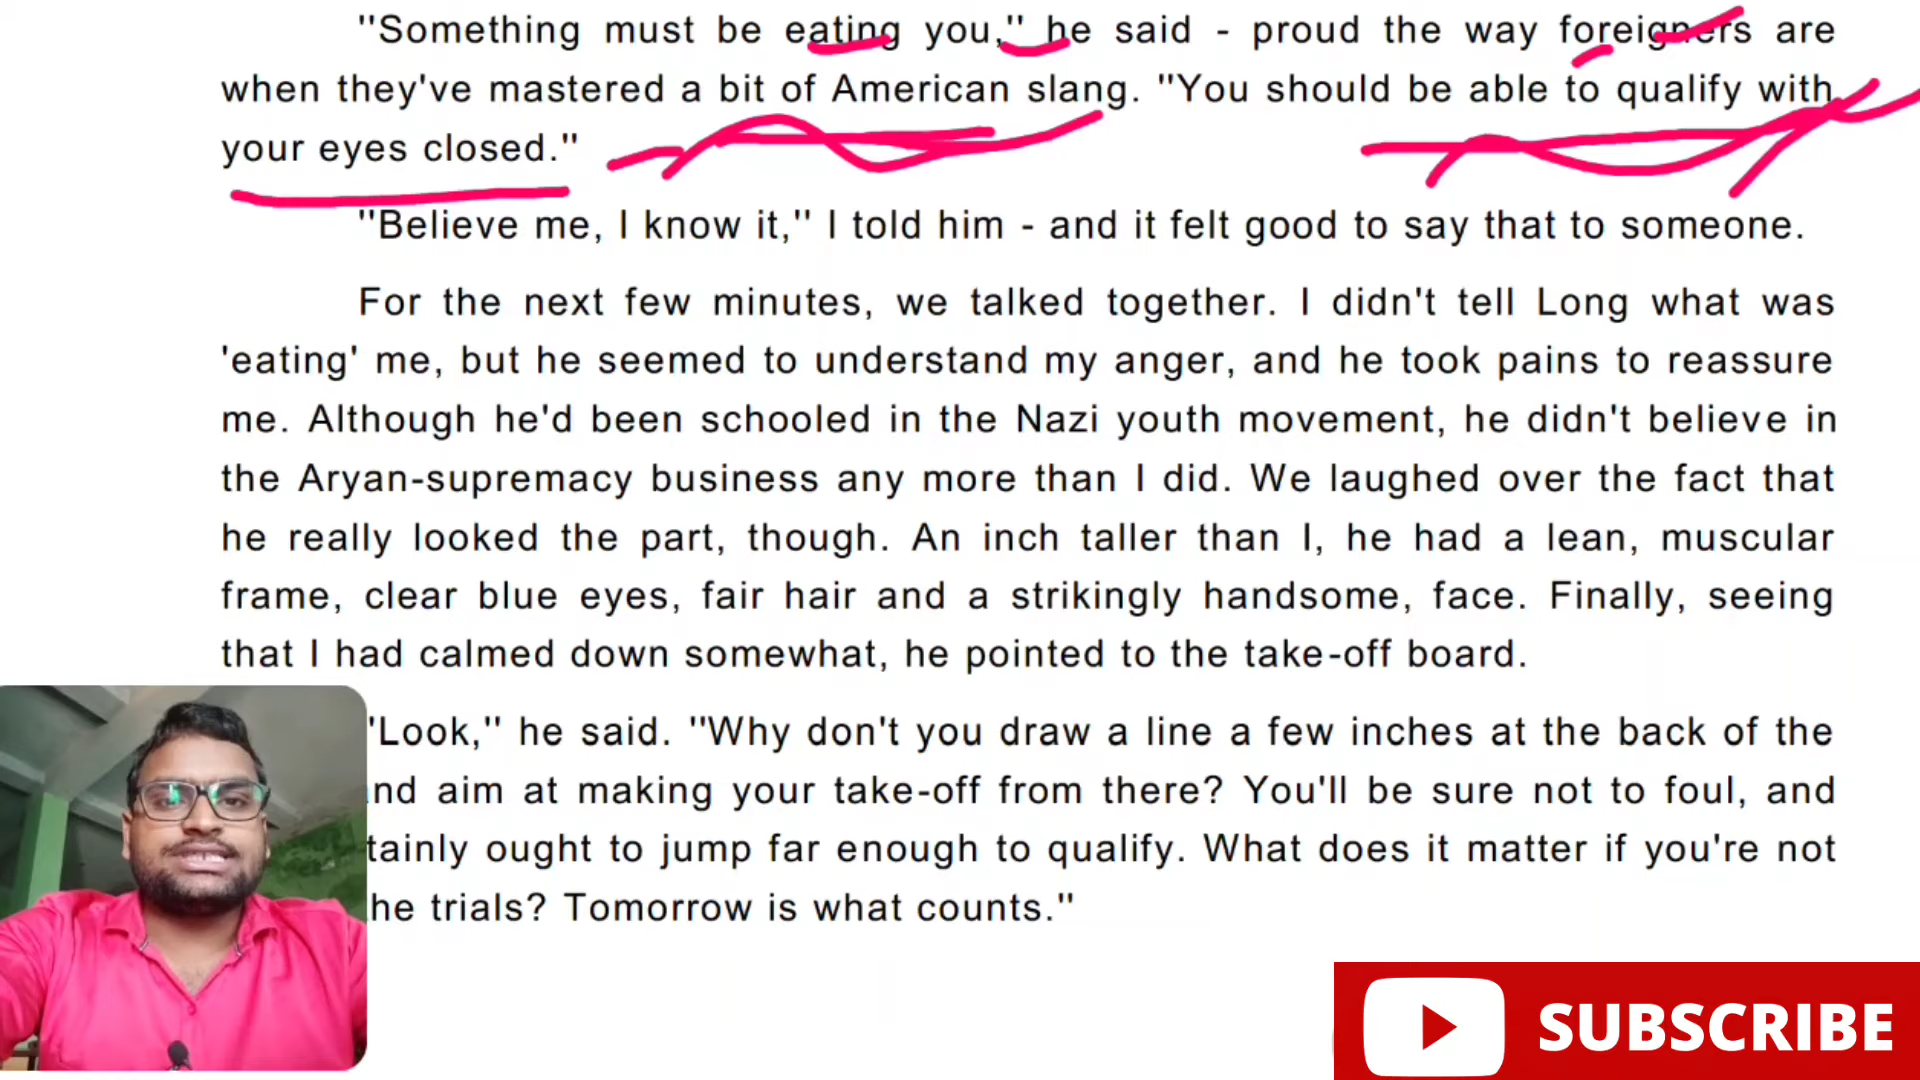 "Something must be eating you," he said - proud the way foreigners are
when they've mastered a bit of American slang. "You should be able to qualify with
your eyes closed."
"Believe me, I know it," I told him - and it felt good to say that to someone.
For the next few minutes, we talked together. I didn't tell Long what was
'eating' me, but he seemed to understand my anger, and he took pains to reassure
me. Although he'd been schooled in the Nazi youth movement, he didn't believe in
the Aryan-supremacy business any more than I did. We laughed over the fact that
he really looked the part, though. An inch taller than I, he had a lean, muscular
frame, clear blue eyes, fair hair and a strikingly handsome, face. Finally, seeing
that I had calmed down somewhat, he pointed to the take-off board.
"Look," he said. "Why don't you draw a line a few inches at the back of the
nd aim at making your take-off from there? You'll be sure not to foul, and
tainly ought to jump far enough to qualify. What does it matter if you're not
he trials? Tomorrow is what counts."
SUBSCRIBE